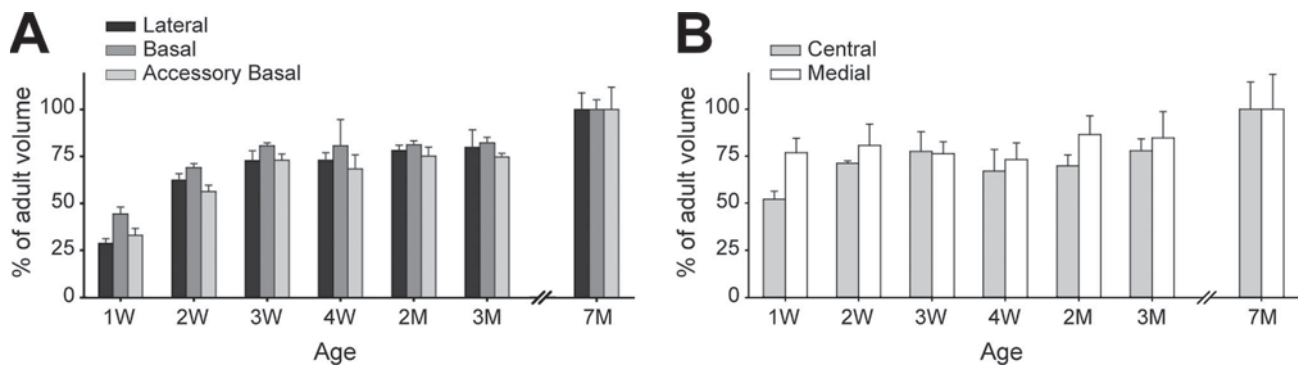 A
Lateral
Basal
Accessory Basal
% of adult volume
100
75
50
25
0
1W 2W 3W 4W 2M 3M 7M
Age
B
Central
Medial
% of adult volume
100
75
50
25
0
1W 2W 3W 4W 2M 3M 7M
Age